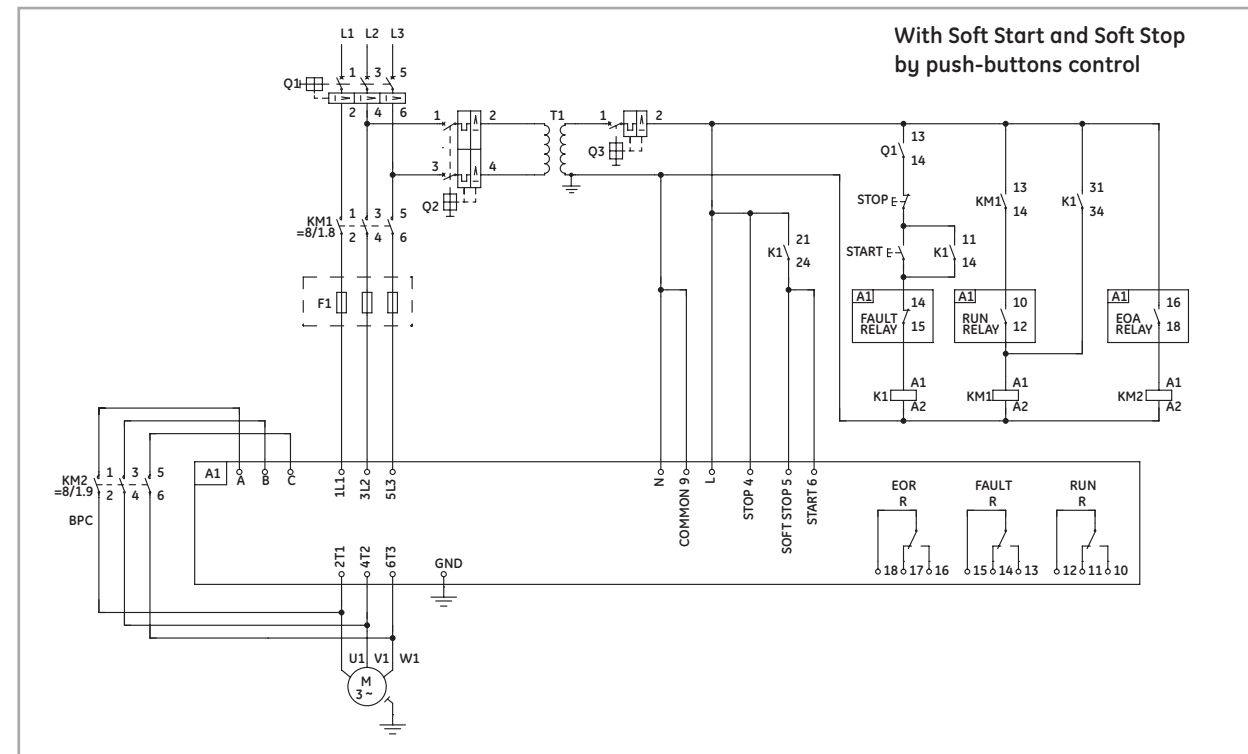 With Soft Start and Soft Stop
by push-buttons control
L1 L2 L3
Q1 1 3 5
2 4 6
1 2 T1 1 2
Q3
3 4
Q2
13
Q1
14
STOP
START
K1 11
14
KM1 13
14
K1 31
34
K1 21
24
KM1 1 3 5
=8/1.8 2 4 6
F1
A1 14
FAULT
RELAY 15
A1 10
RUN
RELAY 12
A1 16
EOA
RELAY 18
K1 A1
A2
KM1 A1
A2
KM2 A1
A2
KM2 1 3 5
=8/1.9 2 4 6
BPC
A1 A B C 1L1 3L2 5L3 N COMMON 9 L STOP 4 SOFT STOP 5 START 6
EOR FAULT RUN
R R R
18 17 16 15 14 13 12 11 10
2T1 4T2 6T3 GND
U1 V1 W1
M
3~